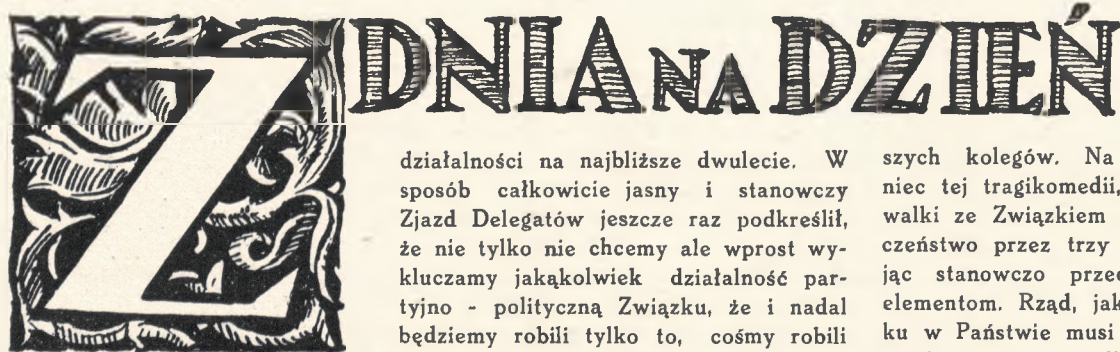 Z DNIA NA DZIEŃ
działalności na najbliższe dwulecie. W
sposób całkowicie jasny i stanowczy
Zjazd Delegatów jeszcze raz podkreślił,
że nie tylko nie chcemy ale wprost wy-
kluczamy jakąkolwiek działalność par-
tyjno - polityczną Związku, że i nadal
będziemy robili tylko to, cośmy robili
szych kolegów. Na
niec tej tragikomedii,
walki ze Związkiem
czeństwo przez trzy
jąc stanowczo przec
elementom. Rząd, jak
ku w Państwie musi